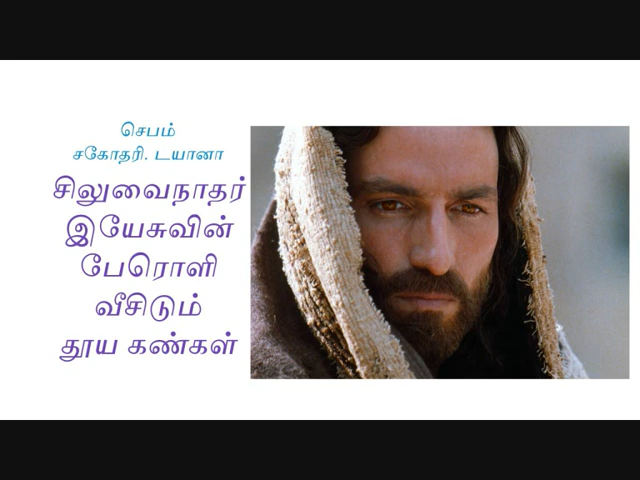 செபம்
சகோதரி. டயானா
சிலுவைநாதர்
இயேசுவின்
பேரொளி
வீசிடும்
தூய கண்கள்